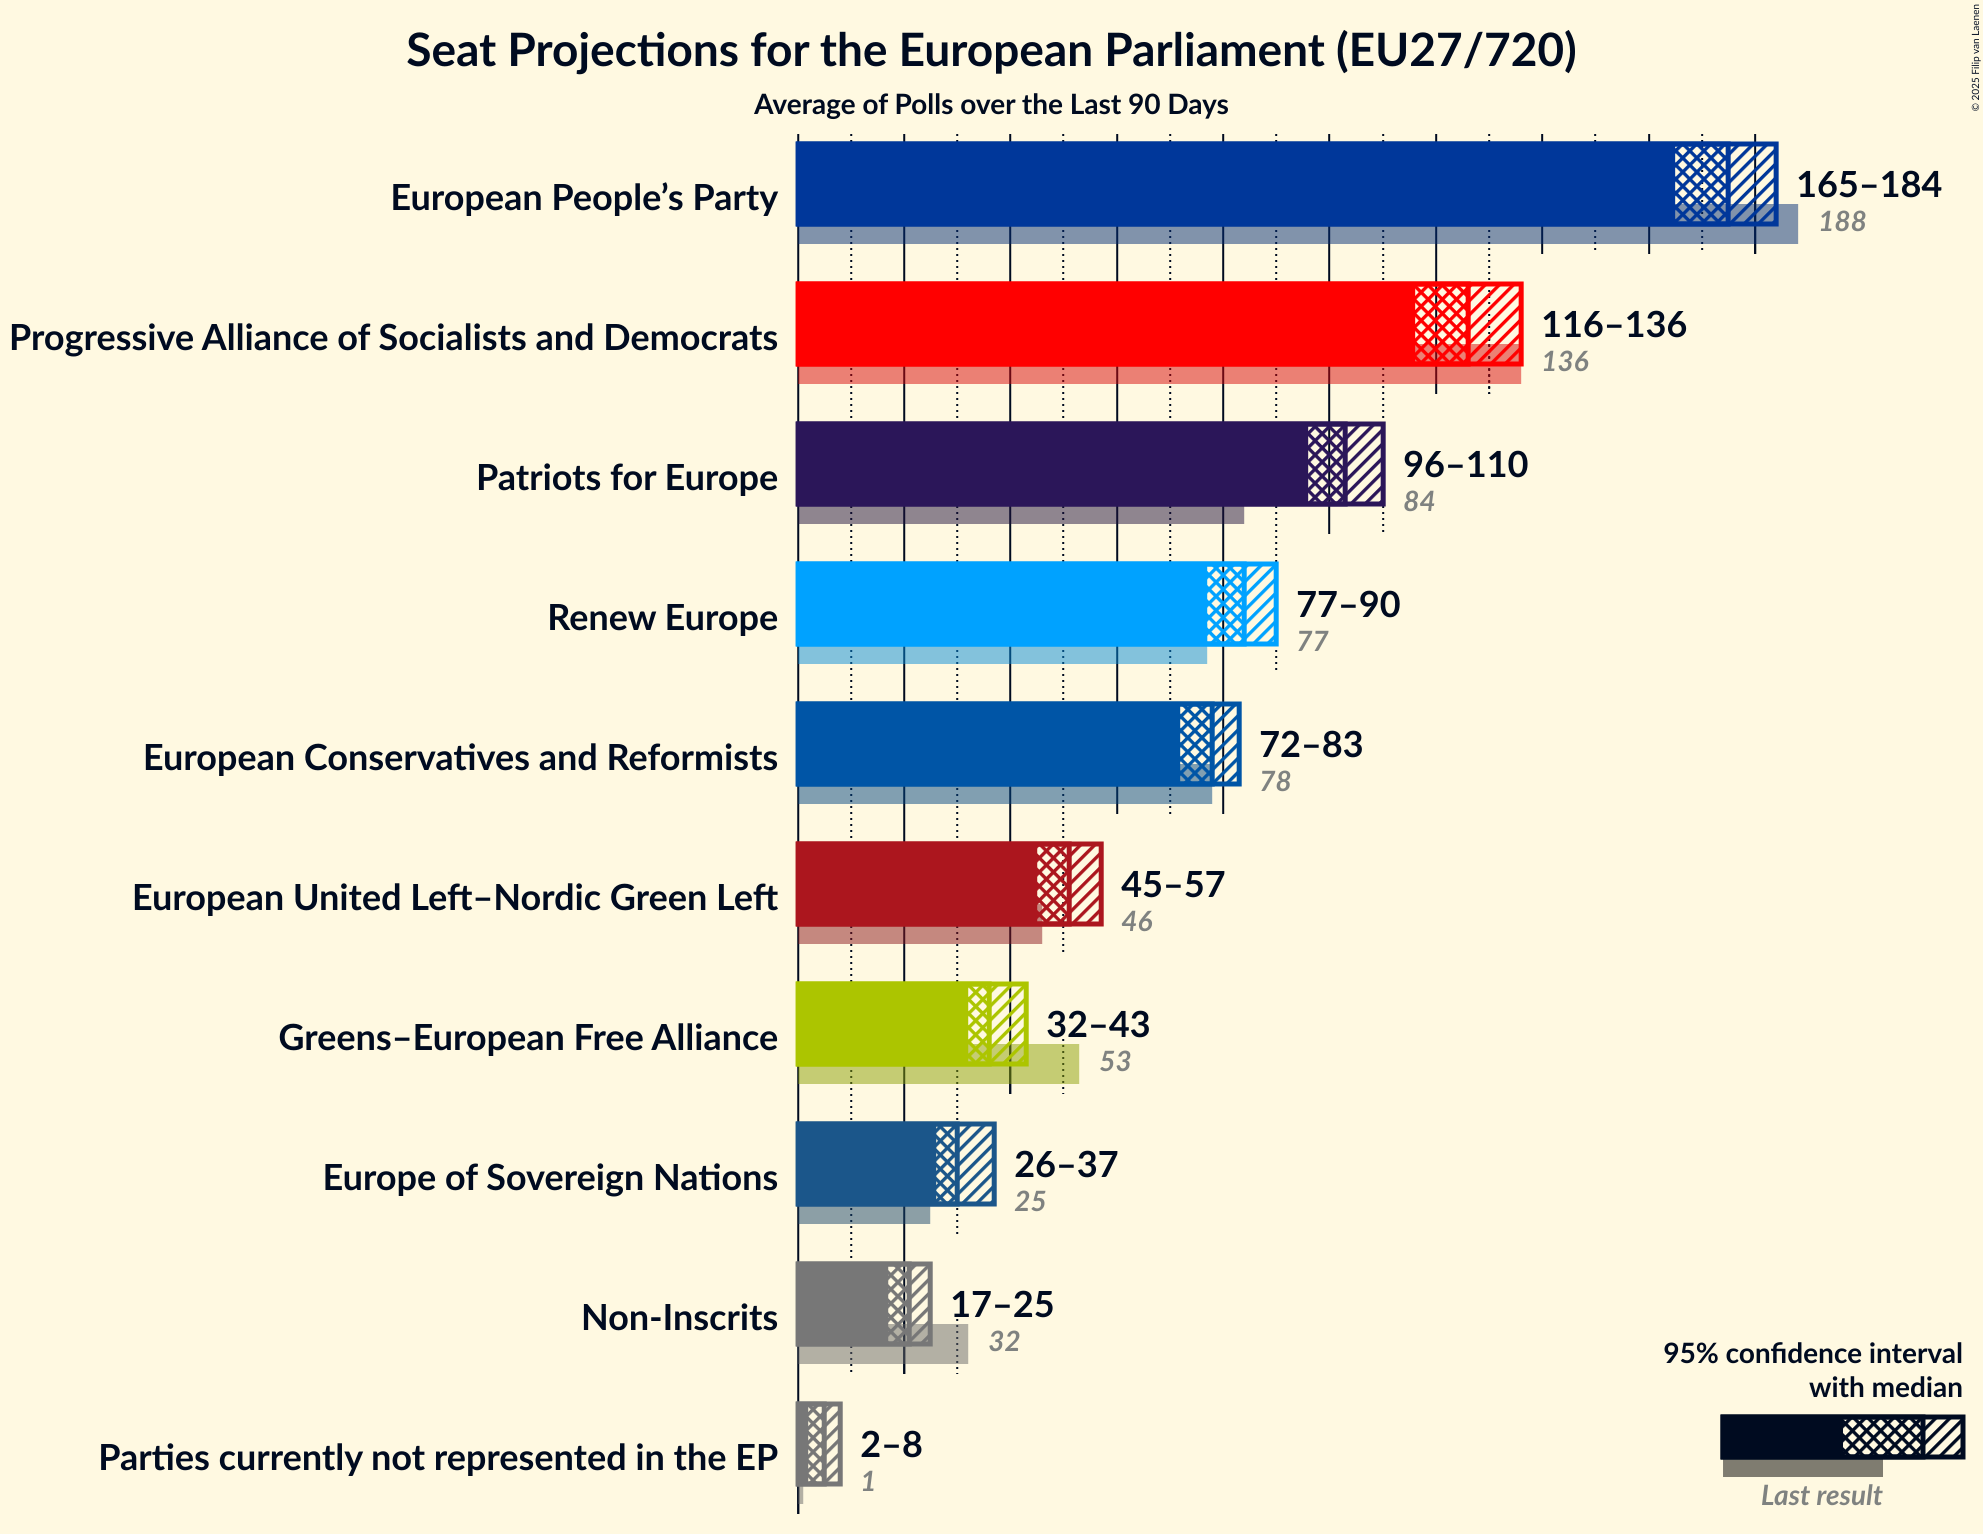 Seat Projections for the European Parliament (EU27/720)
Average of Polls over the Last 90 Days
© 2025 Filip van Laenen
European People’s Party
165–184
188
Progressive Alliance of Socialists and Democrats
116–136
136
Patriots for Europe
96–110
84
Renew Europe
77–90
77
European Conservatives and Reformists
72–83
78
European United Left–Nordic Green Left
45–57
46
Greens–European Free Alliance
32–43
53
Europe of Sovereign Nations
26–37
25
Non-Inscrits
17–25
32
Parties currently not represented in the EP
2–8
1
95% confidence interval
with median
Last result